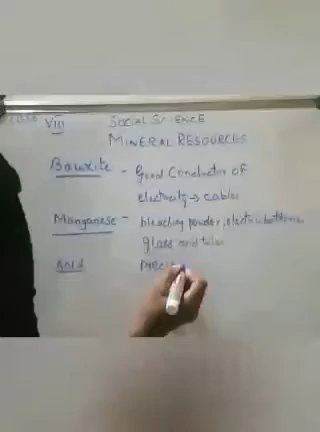 VIII SOCIAL SCIENCE
MINERAL RESOURCES
Bauxite - Good Conductor OF
electricity → cables
Manganese - bleaching powder, electric batteries
glass and tiles
Gold Preci